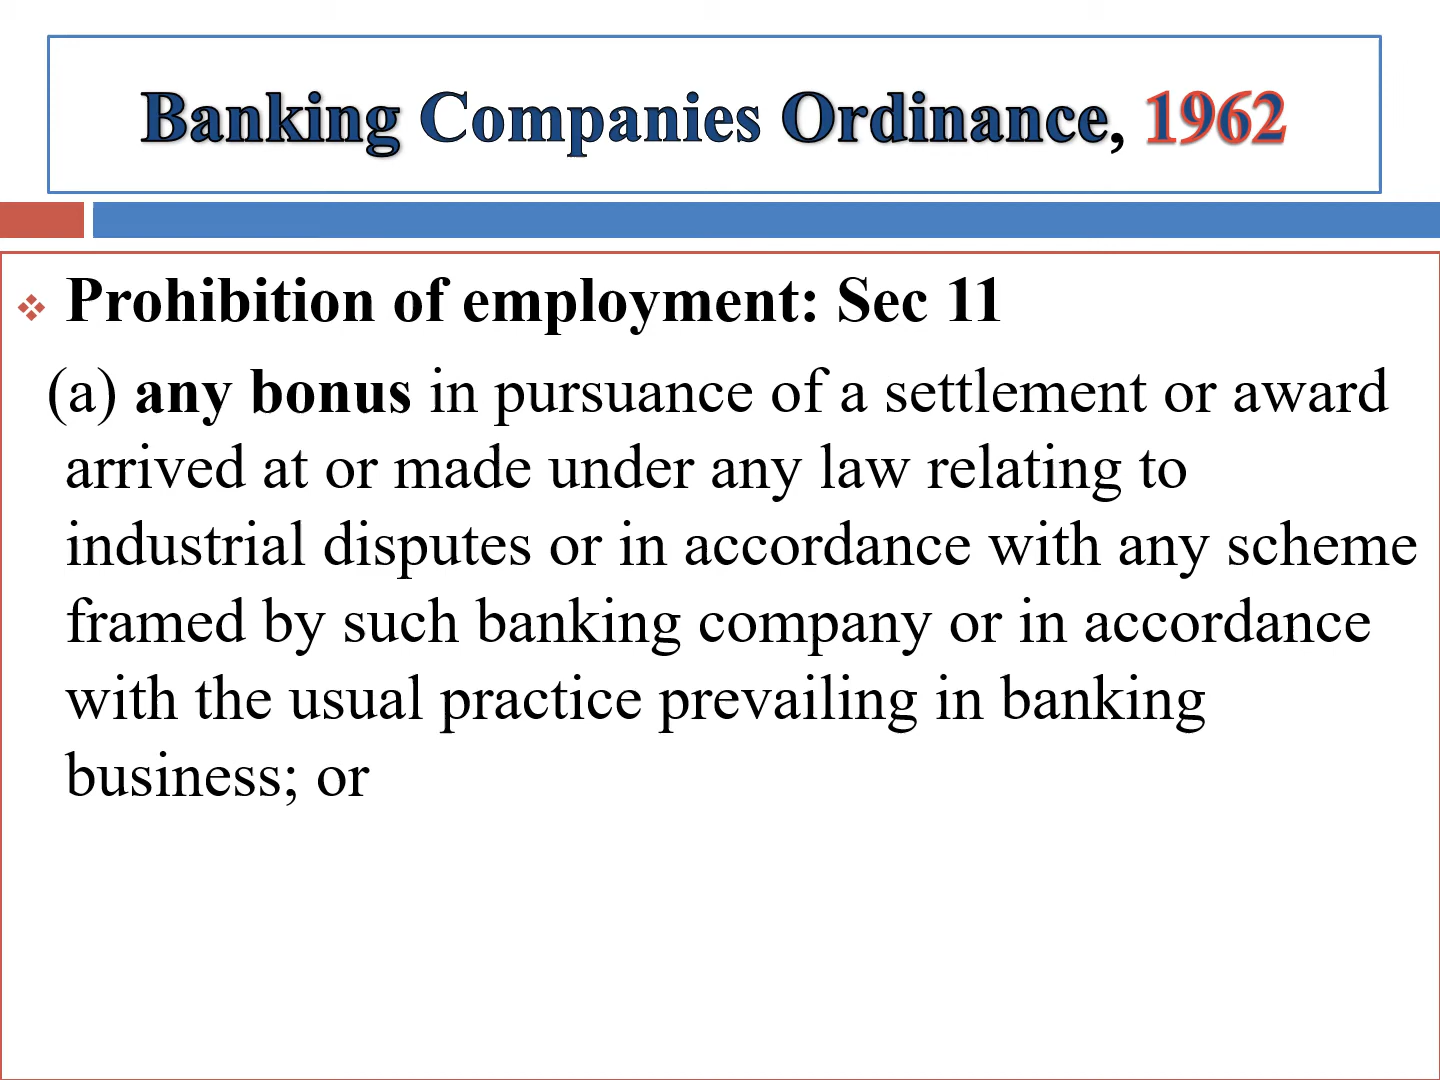 Banking Companies Ordinance, 1962
❖ Prohibition of employment: Sec 11
(a) any bonus in pursuance of a settlement or award
arrived at or made under any law relating to
industrial disputes or in accordance with any scheme
framed by such banking company or in accordance
with the usual practice prevailing in banking
business; or